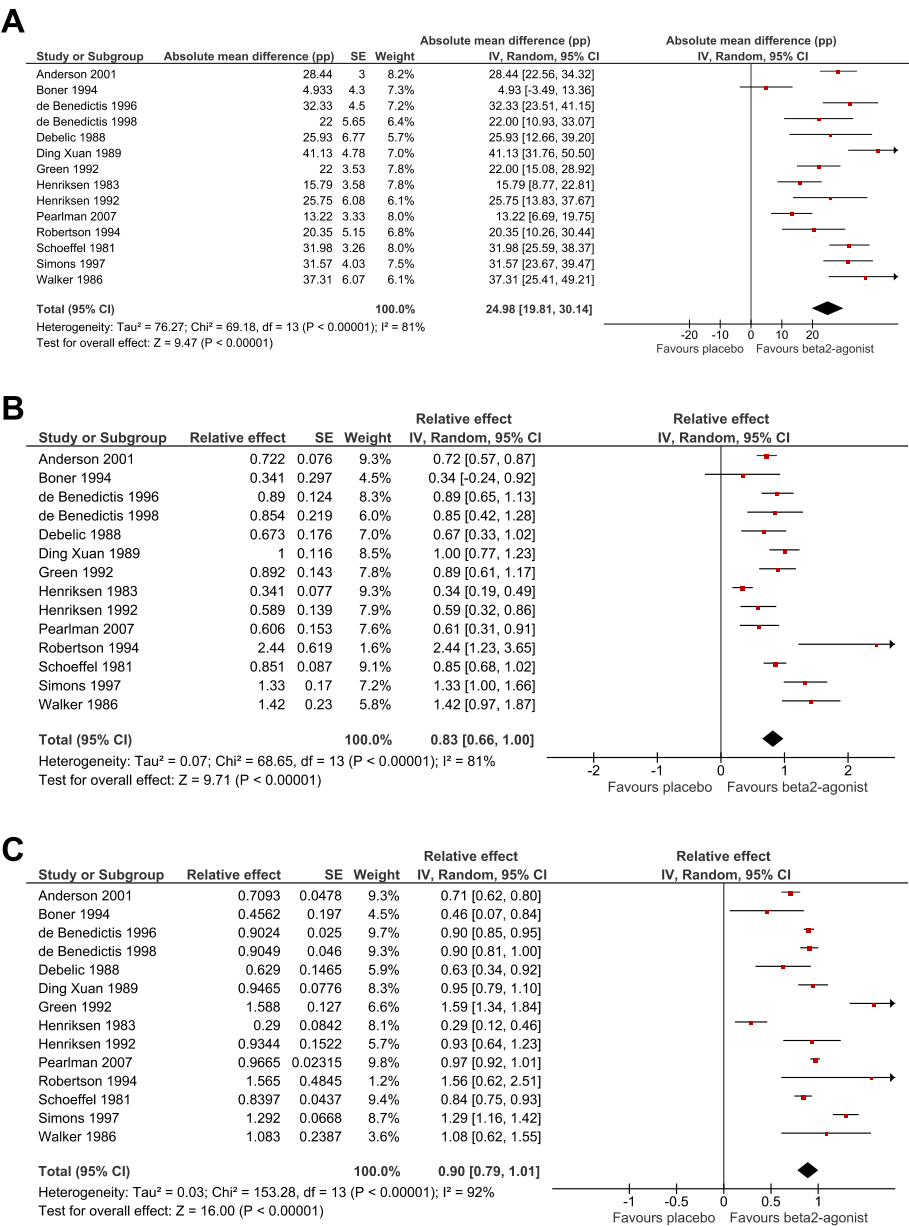 A
Absolute mean difference (pp) Absolute mean difference (pp)
Study or Subgroup Absolute mean difference (pp) SE Weight IV, Random, 95% CI IV, Random, 95% CI
Anderson 2001 28.44 3 8.2% 28.44 [22.56, 34.32]
Boner 1994 4.933 4.3 7.3% 4.93 [-3.49, 13.36]
de Benedictis 1996 32.33 4.5 7.2% 32.33 [23.51, 41.15]
de Benedictis 1998 22 5.65 6.4% 22.00 [10.93, 33.07]
Debelic 1988 25.93 6.77 5.7% 25.93 [12.66, 39.20]
Ding Xuan 1989 41.13 4.78 7.0% 41.13 [31.76, 50.50]
Green 1992 22 3.53 7.8% 22.00 [15.08, 28.92]
Henriksen 1983 15.79 3.58 7.8% 15.79 [8.77, 22.81]
Henriksen 1992 25.75 6.08 6.1% 25.75 [13.83, 37.67]
Pearlman 2007 13.22 3.33 8.0% 13.22 [6.69, 19.75]
Robertson 1994 20.35 5.15 6.8% 20.35 [10.26, 30.44]
Schoeffel 1981 31.98 3.26 8.0% 31.98 [25.59, 38.37]
Simons 1997 31.57 4.03 7.5% 31.57 [23.67, 39.47]
Walker 1986 37.31 6.07 6.1% 37.31 [25.41, 49.21]
Total (95% CI) 100.0% 24.98 [19.81, 30.14]
Heterogeneity: Tau² = 76.27; Chi² = 69.18, df = 13 (P < 0.00001); I² = 81%
Test for overall effect: Z = 9.47 (P < 0.00001)
-20 -10 0 10 20
Favours placebo Favours beta2-agonist
B
Relative effect Relative effect
Study or Subgroup Relative effect SE Weight IV, Random, 95% CI IV, Random, 95% CI
Anderson 2001 0.722 0.076 9.3% 0.72 [0.57, 0.87]
Boner 1994 0.341 0.297 4.5% 0.34 [-0.24, 0.92]
de Benedictis 1996 0.89 0.124 8.3% 0.89 [0.65, 1.13]
de Benedictis 1998 0.854 0.219 6.0% 0.85 [0.42, 1.28]
Debelic 1988 0.673 0.176 7.0% 0.67 [0.33, 1.02]
Ding Xuan 1989 1 0.116 8.5% 1.00 [0.77, 1.23]
Green 1992 0.892 0.143 7.8% 0.89 [0.61, 1.17]
Henriksen 1983 0.341 0.077 9.3% 0.34 [0.19, 0.49]
Henriksen 1992 0.589 0.139 7.9% 0.59 [0.32, 0.86]
Pearlman 2007 0.606 0.153 7.6% 0.61 [0.31, 0.91]
Robertson 1994 2.44 0.619 1.6% 2.44 [1.23, 3.65]
Schoeffel 1981 0.851 0.087 9.1% 0.85 [0.68, 1.02]
Simons 1997 1.33 0.17 7.2% 1.33 [1.00, 1.66]
Walker 1986 1.42 0.23 5.8% 1.42 [0.97, 1.87]
Total (95% CI) 100.0% 0.83 [0.66, 1.00]
Heterogeneity: Tau² = 0.07; Chi² = 68.65, df = 13 (P < 0.00001); I² = 81%
Test for overall effect: Z = 9.71 (P < 0.00001)
-2 -1 0 1 2
Favours placebo Favours beta2-agonist
C
Relative effect Relative effect
Study or Subgroup Relative effect SE Weight IV, Random, 95% CI IV, Random, 95% CI
Anderson 2001 0.7093 0.0478 9.3% 0.71 [0.62, 0.80]
Boner 1994 0.4562 0.197 4.5% 0.46 [0.07, 0.84]
de Benedictis 1996 0.9024 0.025 9.7% 0.90 [0.85, 0.95]
de Benedictis 1998 0.9049 0.046 9.3% 0.90 [0.81, 1.00]
Debelic 1988 0.629 0.1465 5.9% 0.63 [0.34, 0.92]
Ding Xuan 1989 0.9465 0.0776 8.3% 0.95 [0.79, 1.10]
Green 1992 1.588 0.127 6.6% 1.59 [1.34, 1.84]
Henriksen 1983 0.29 0.0842 8.1% 0.29 [0.12, 0.46]
Henriksen 1992 0.9344 0.1522 5.7% 0.93 [0.64, 1.23]
Pearlman 2007 0.9665 0.02315 9.8% 0.97 [0.92, 1.01]
Robertson 1994 1.565 0.4845 1.2% 1.56 [0.62, 2.51]
Schoeffel 1981 0.8397 0.0437 9.4% 0.84 [0.75, 0.93]
Simons 1997 1.292 0.0668 8.7% 1.29 [1.16, 1.42]
Walker 1986 1.083 0.2387 3.6% 1.08 [0.62, 1.55]
Total (95% CI) 100.0% 0.90 [0.79, 1.01]
Heterogeneity: Tau² = 0.03; Chi² = 153.28, df = 13 (P < 0.00001); I² = 92%
Test for overall effect: Z = 16.00 (P < 0.00001)
-1 -0.5 0 0.5 1
Favours placebo Favours beta2-agonist